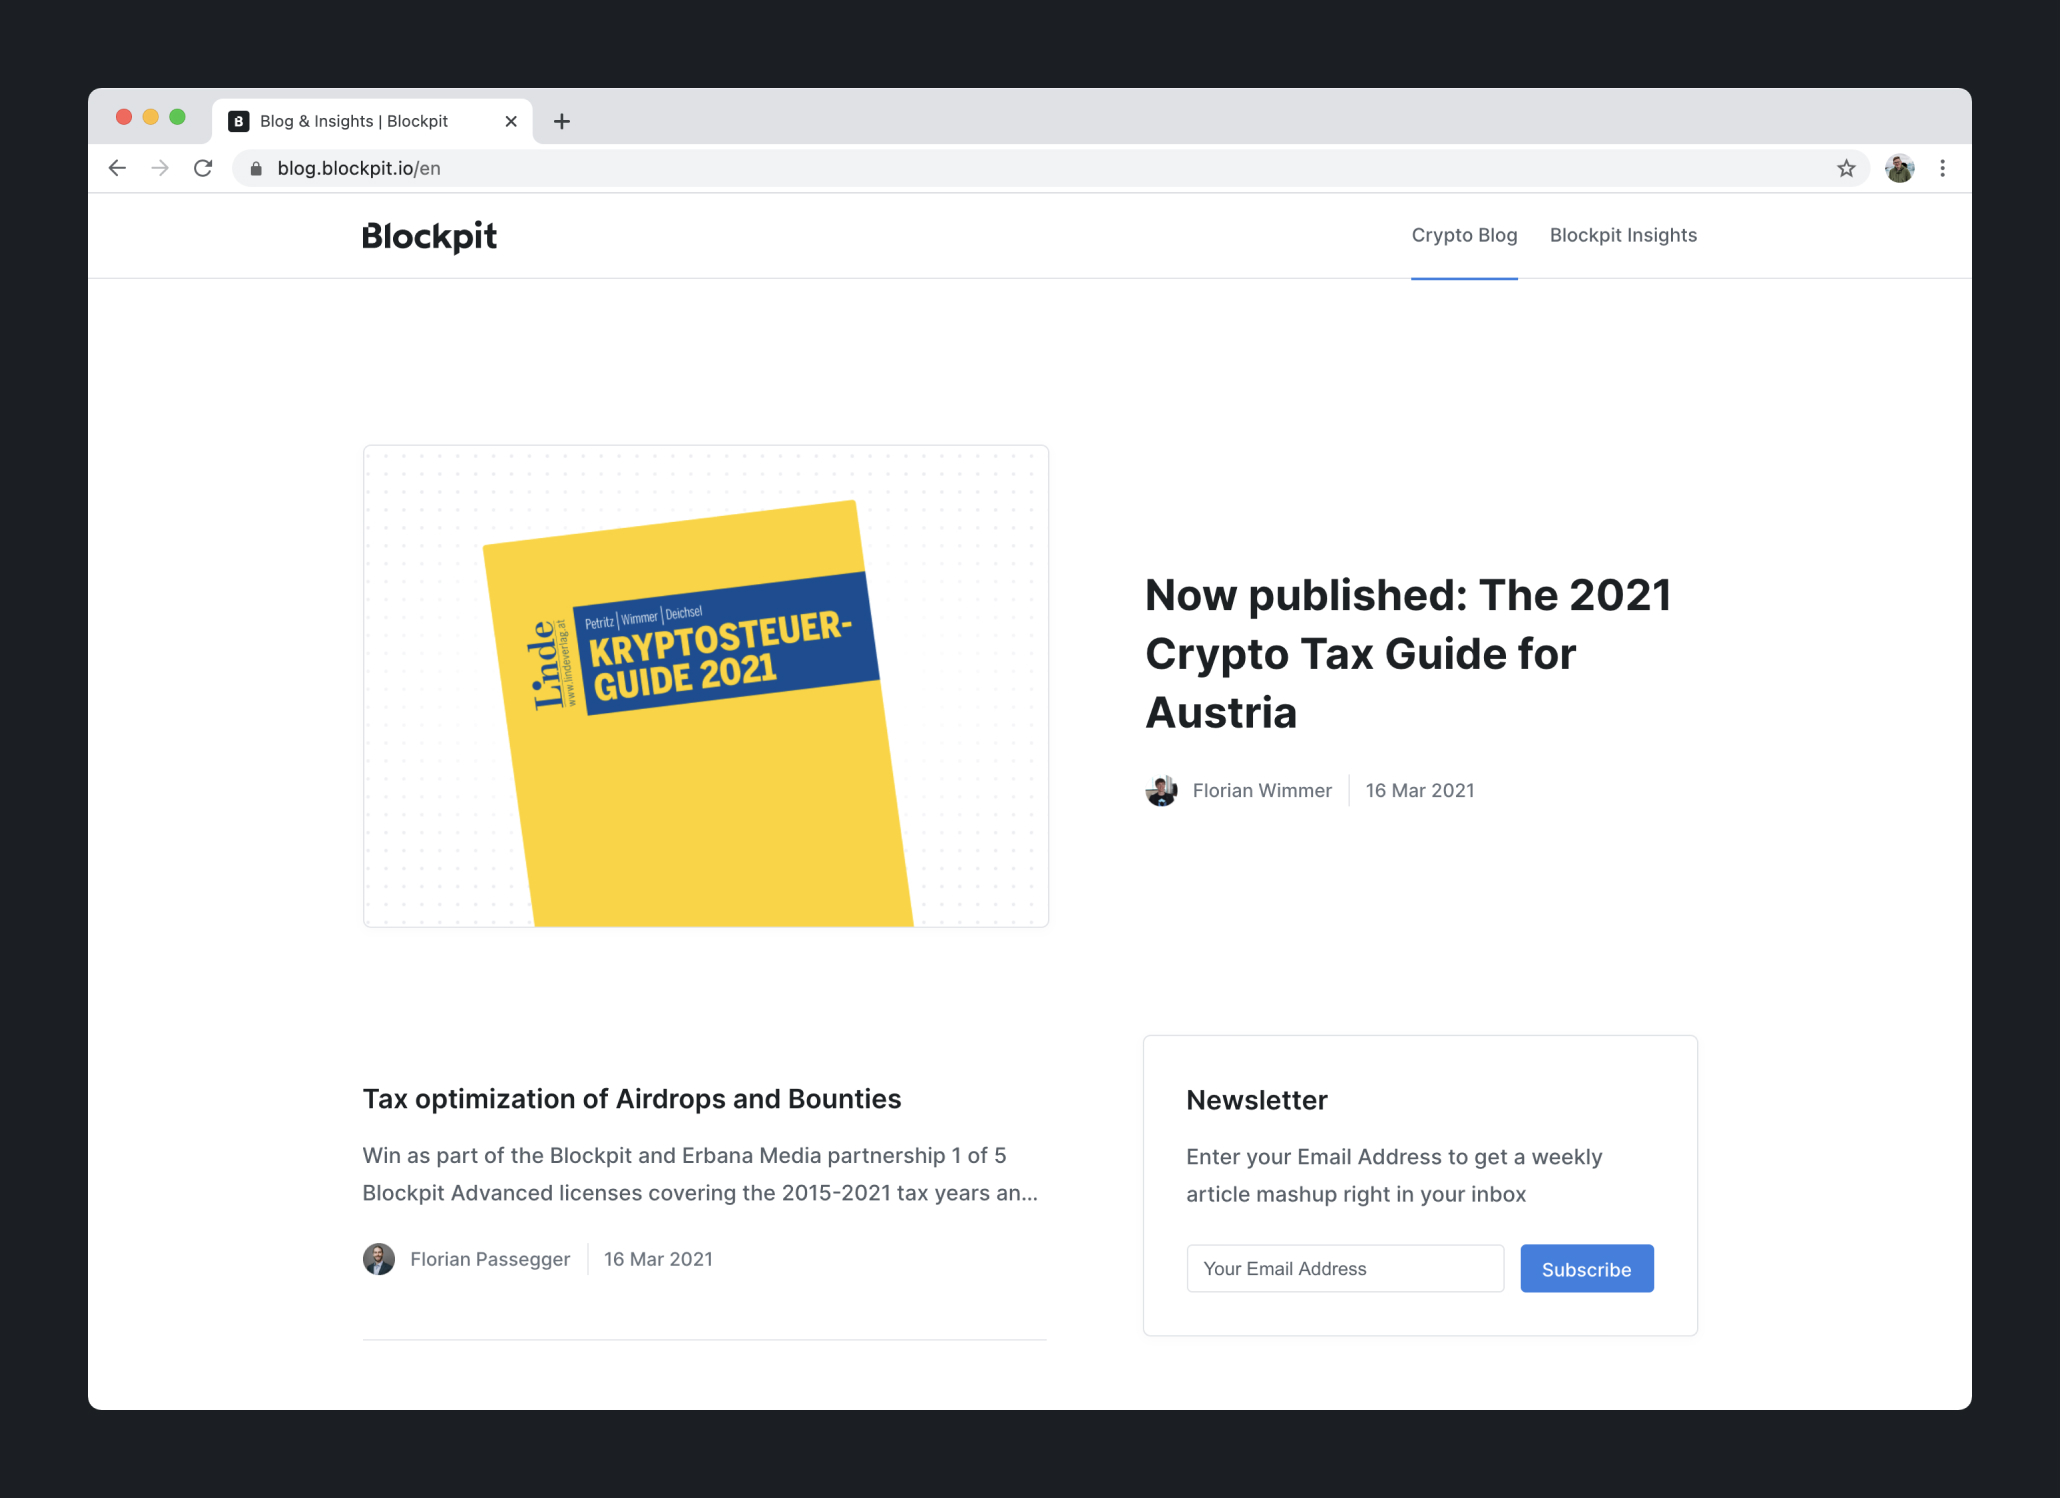 B Blog & Insights | Blockpit
blog.blockpit.io/en
Blockpit
Crypto Blog
Blockpit Insights
Linde
www.lindeverlag.at
Petritz | Wimmer | Deichsel
KRYPTOSTEUER-
GUIDE 2021
Now published: The 2021
Crypto Tax Guide for
Austria
Florian Wimmer
16 Mar 2021
Tax optimization of Airdrops and Bounties
Win as part of the Blockpit and Erbana Media partnership 1 of 5
Blockpit Advanced licenses covering the 2015-2021 tax years an...
Florian Passegger
16 Mar 2021
Newsletter
Enter your Email Address to get a weekly
article mashup right in your inbox
Your Email Address
Subscribe